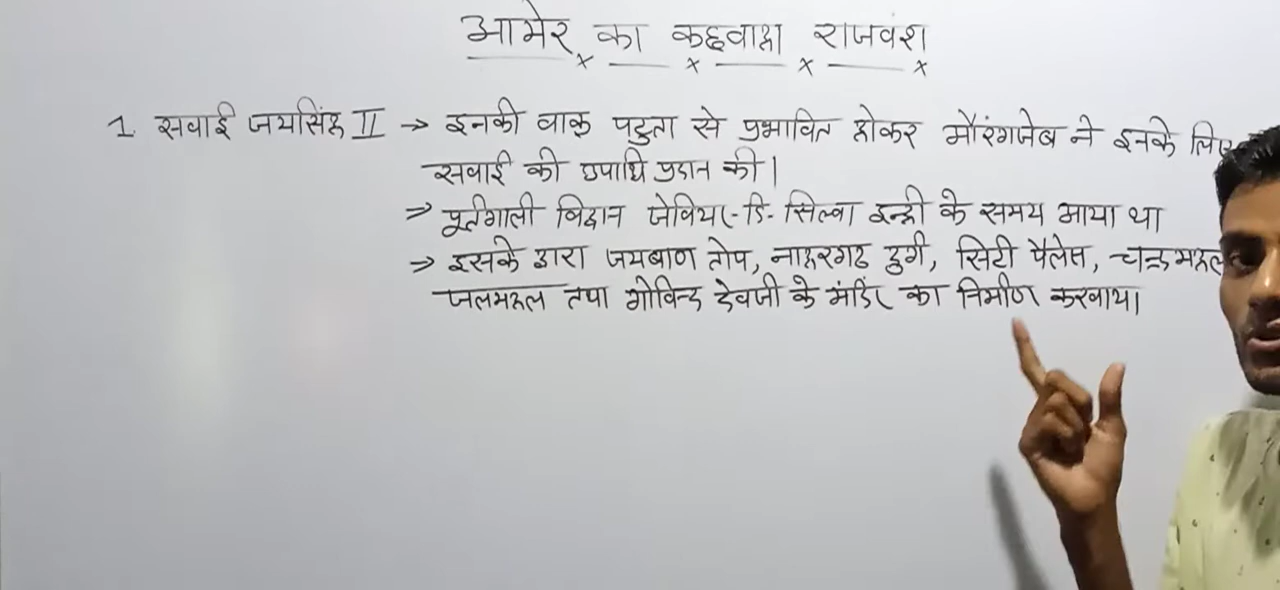 आमेर का कछवाहा राजवंश
1. सवाई जयसिंह II → इनकी वाक् पटुता से प्रभावित होकर औरंगजेब ने इनके लिए
सवाई की उपाधि प्रदान की।
⇒ पुर्तगाली विद्वान जेवियर-डि-सिल्वा इन्ही के समय आया था
⇒ इसके द्वारा जयबाण तोप, नाहरगढ दुर्ग, सिटी पैलेस, चन्द्रमहल
जलमहल तथा गोविन्द देवजी के मंदिर का निर्माण करवाया।